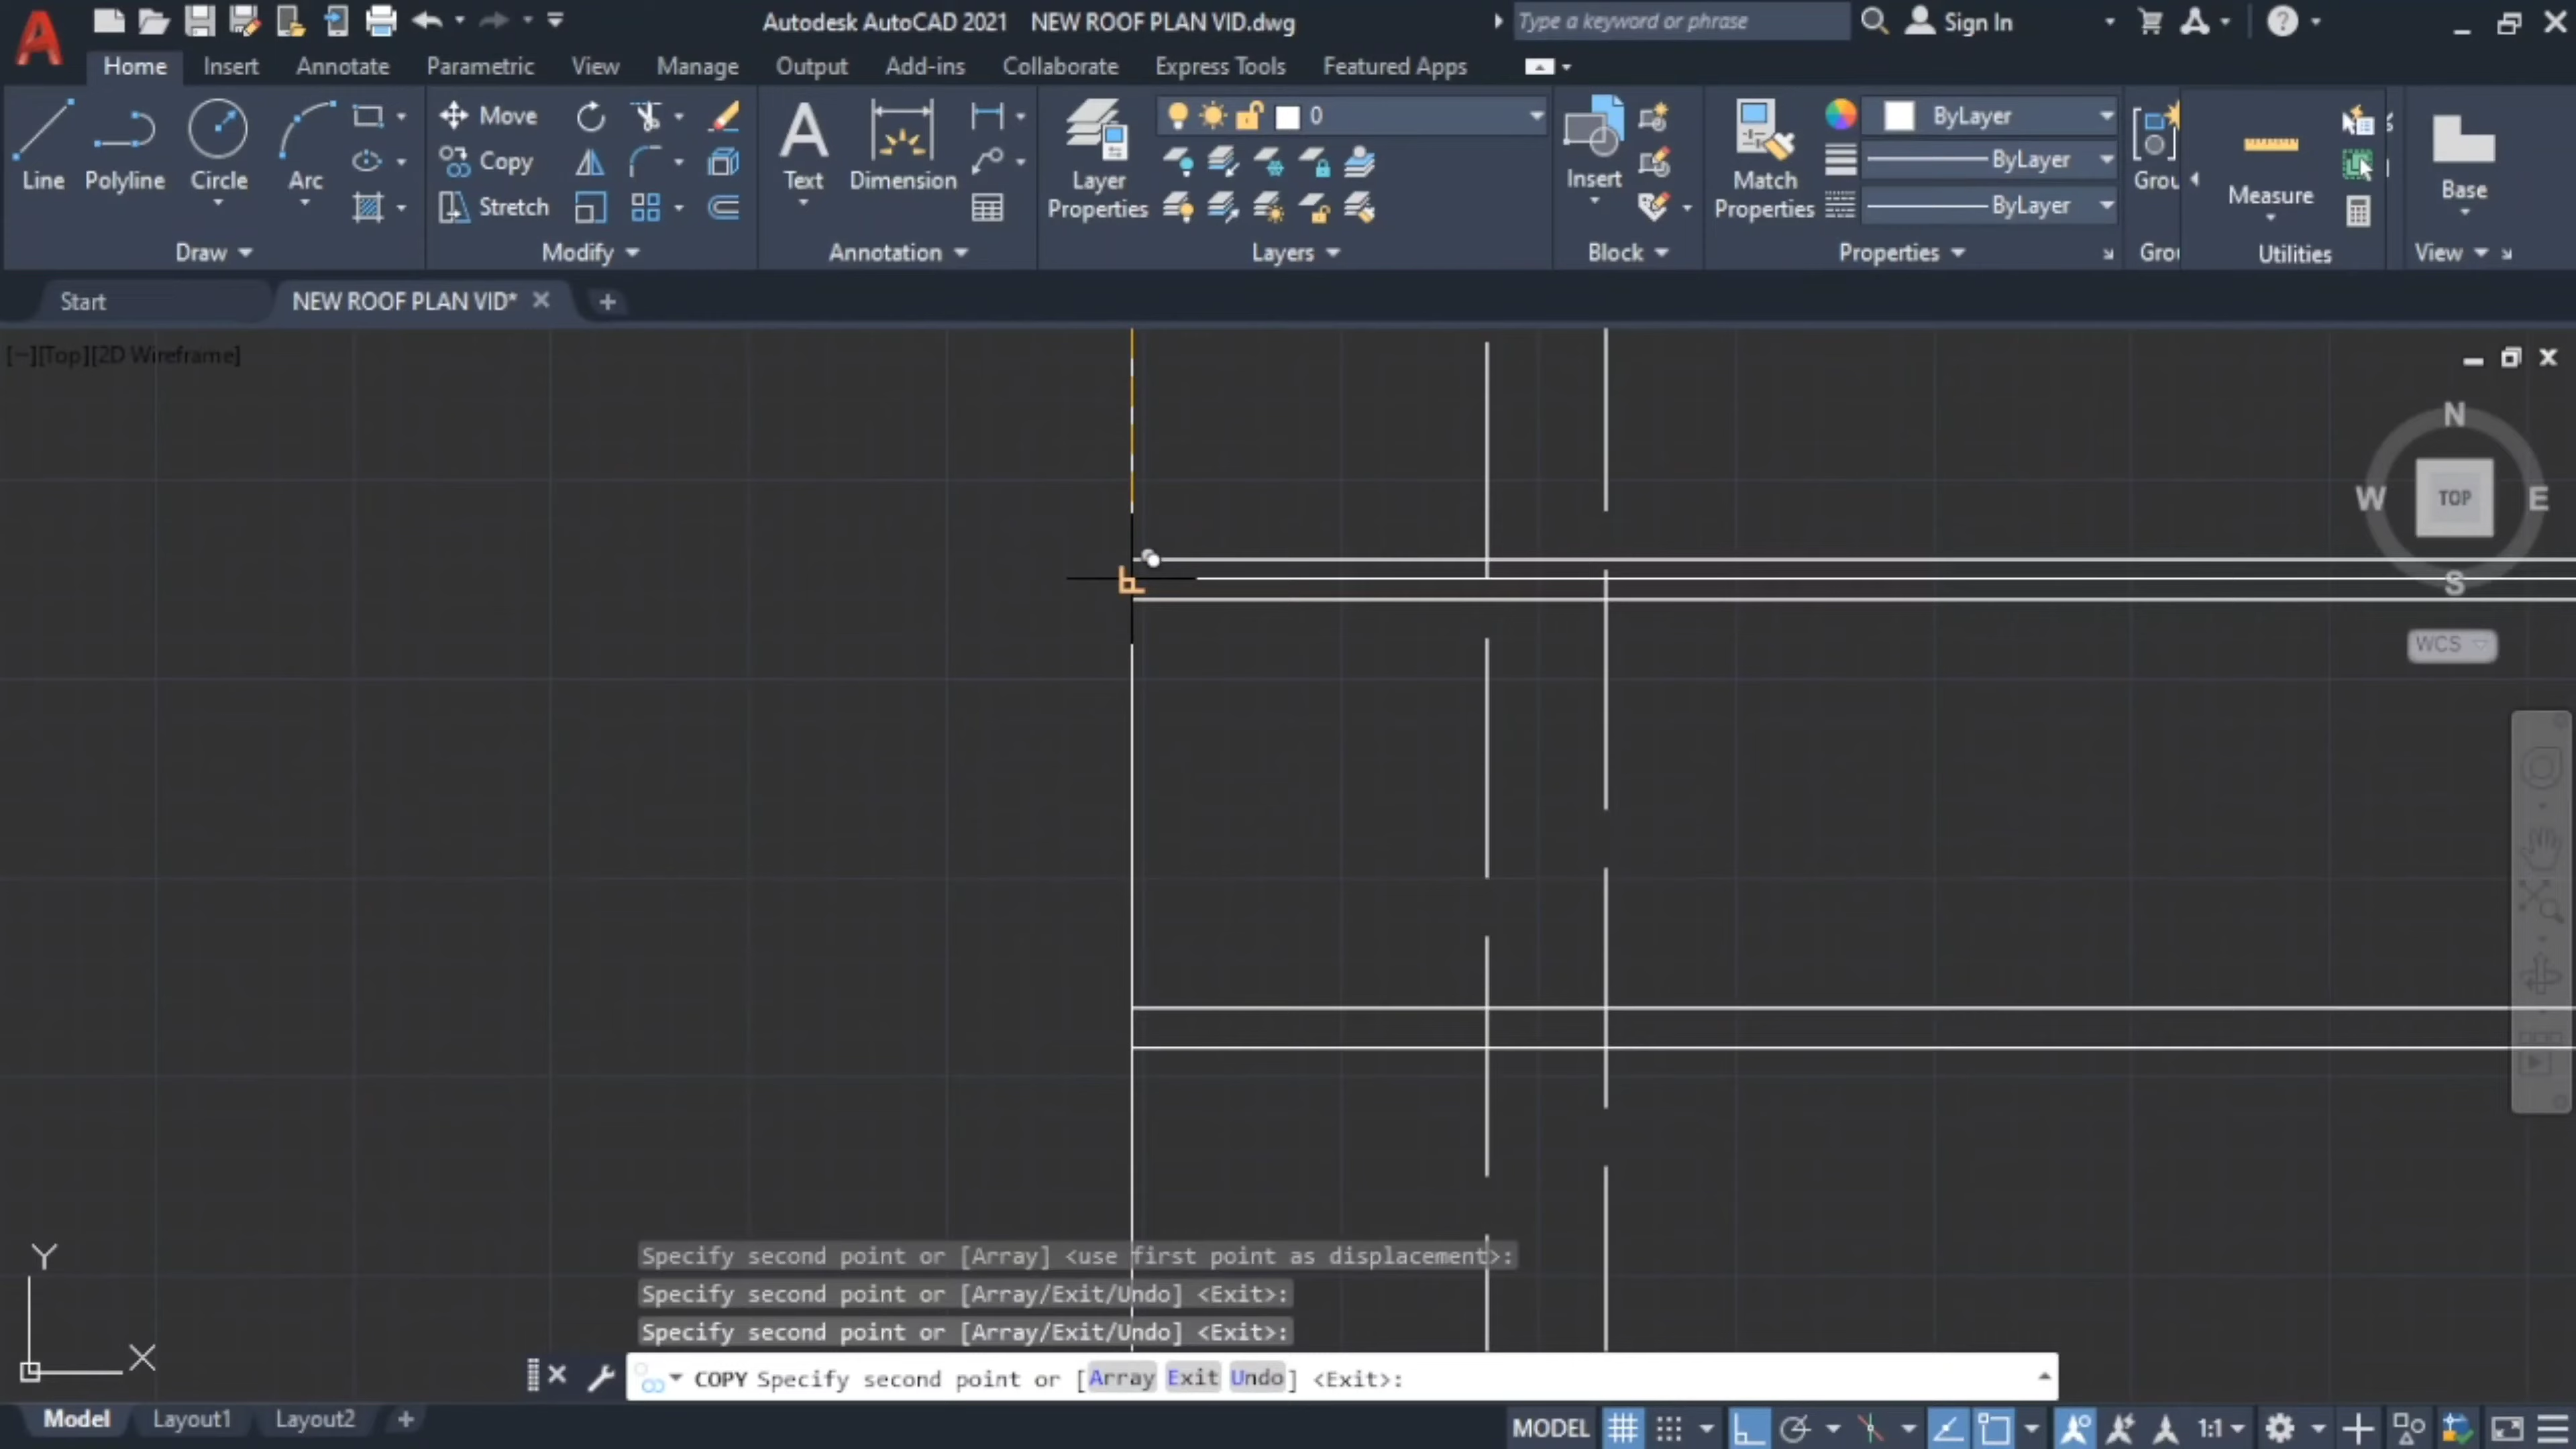 Autodesk AutoCAD 2021 NEW ROOF PLAN VID.dwg
Type a keyword or phrase
Sign In
Home Insert Annotate Parametric View Manage Output Add-ins Collaborate Express Tools Featured Apps
Line Polyline Circle Arc
Move
Copy
Stretch
Text Dimension
Layer Properties
0
Insert
Match Properties
ByLayer
ByLayer
ByLayer
Grou
Measure
Base
Draw Modify Annotation Layers Block Properties Grou Utilities View
Start NEW ROOF PLAN VID*
[−][Top][2D Wireframe]
N
W TOP E
S
WCS
Y
X
Specify second point or [Array] <use first point as displacement>:
Specify second point or [Array/Exit/Undo] <Exit>:
Specify second point or [Array/Exit/Undo] <Exit>:
COPY Specify second point or [Array Exit Undo] <Exit>:
Model Layout1 Layout2
MODEL 1:1